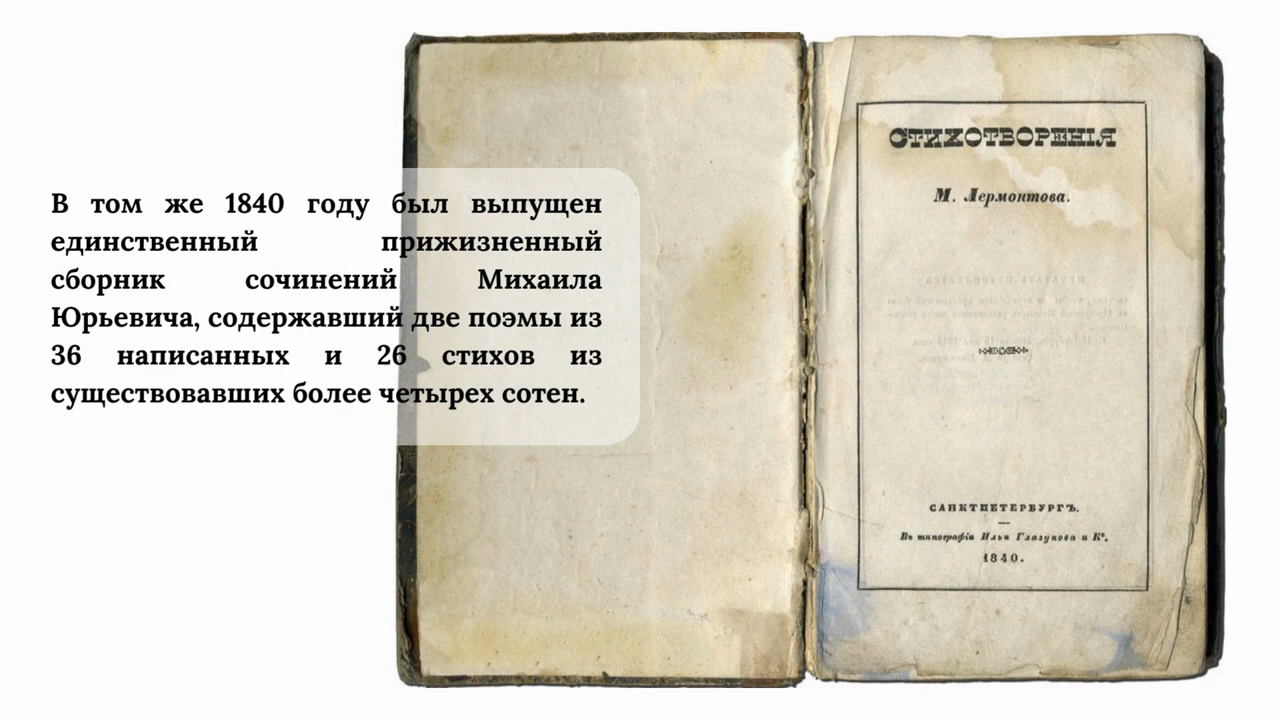 В том же 1840 году был выпущен
единственный прижизненный
сборник сочинений Михаила
Юрьевича, содержавший две поэмы из
36 написанных и 26 стихов из
существовавших более четырех сотен.
СТИХОТВОРЕНІЯ
М. Лермонтова.
САНКТПЕТЕРБУРГЪ.
Въ типографіи Ильи Глазунова и Кº.
1840.